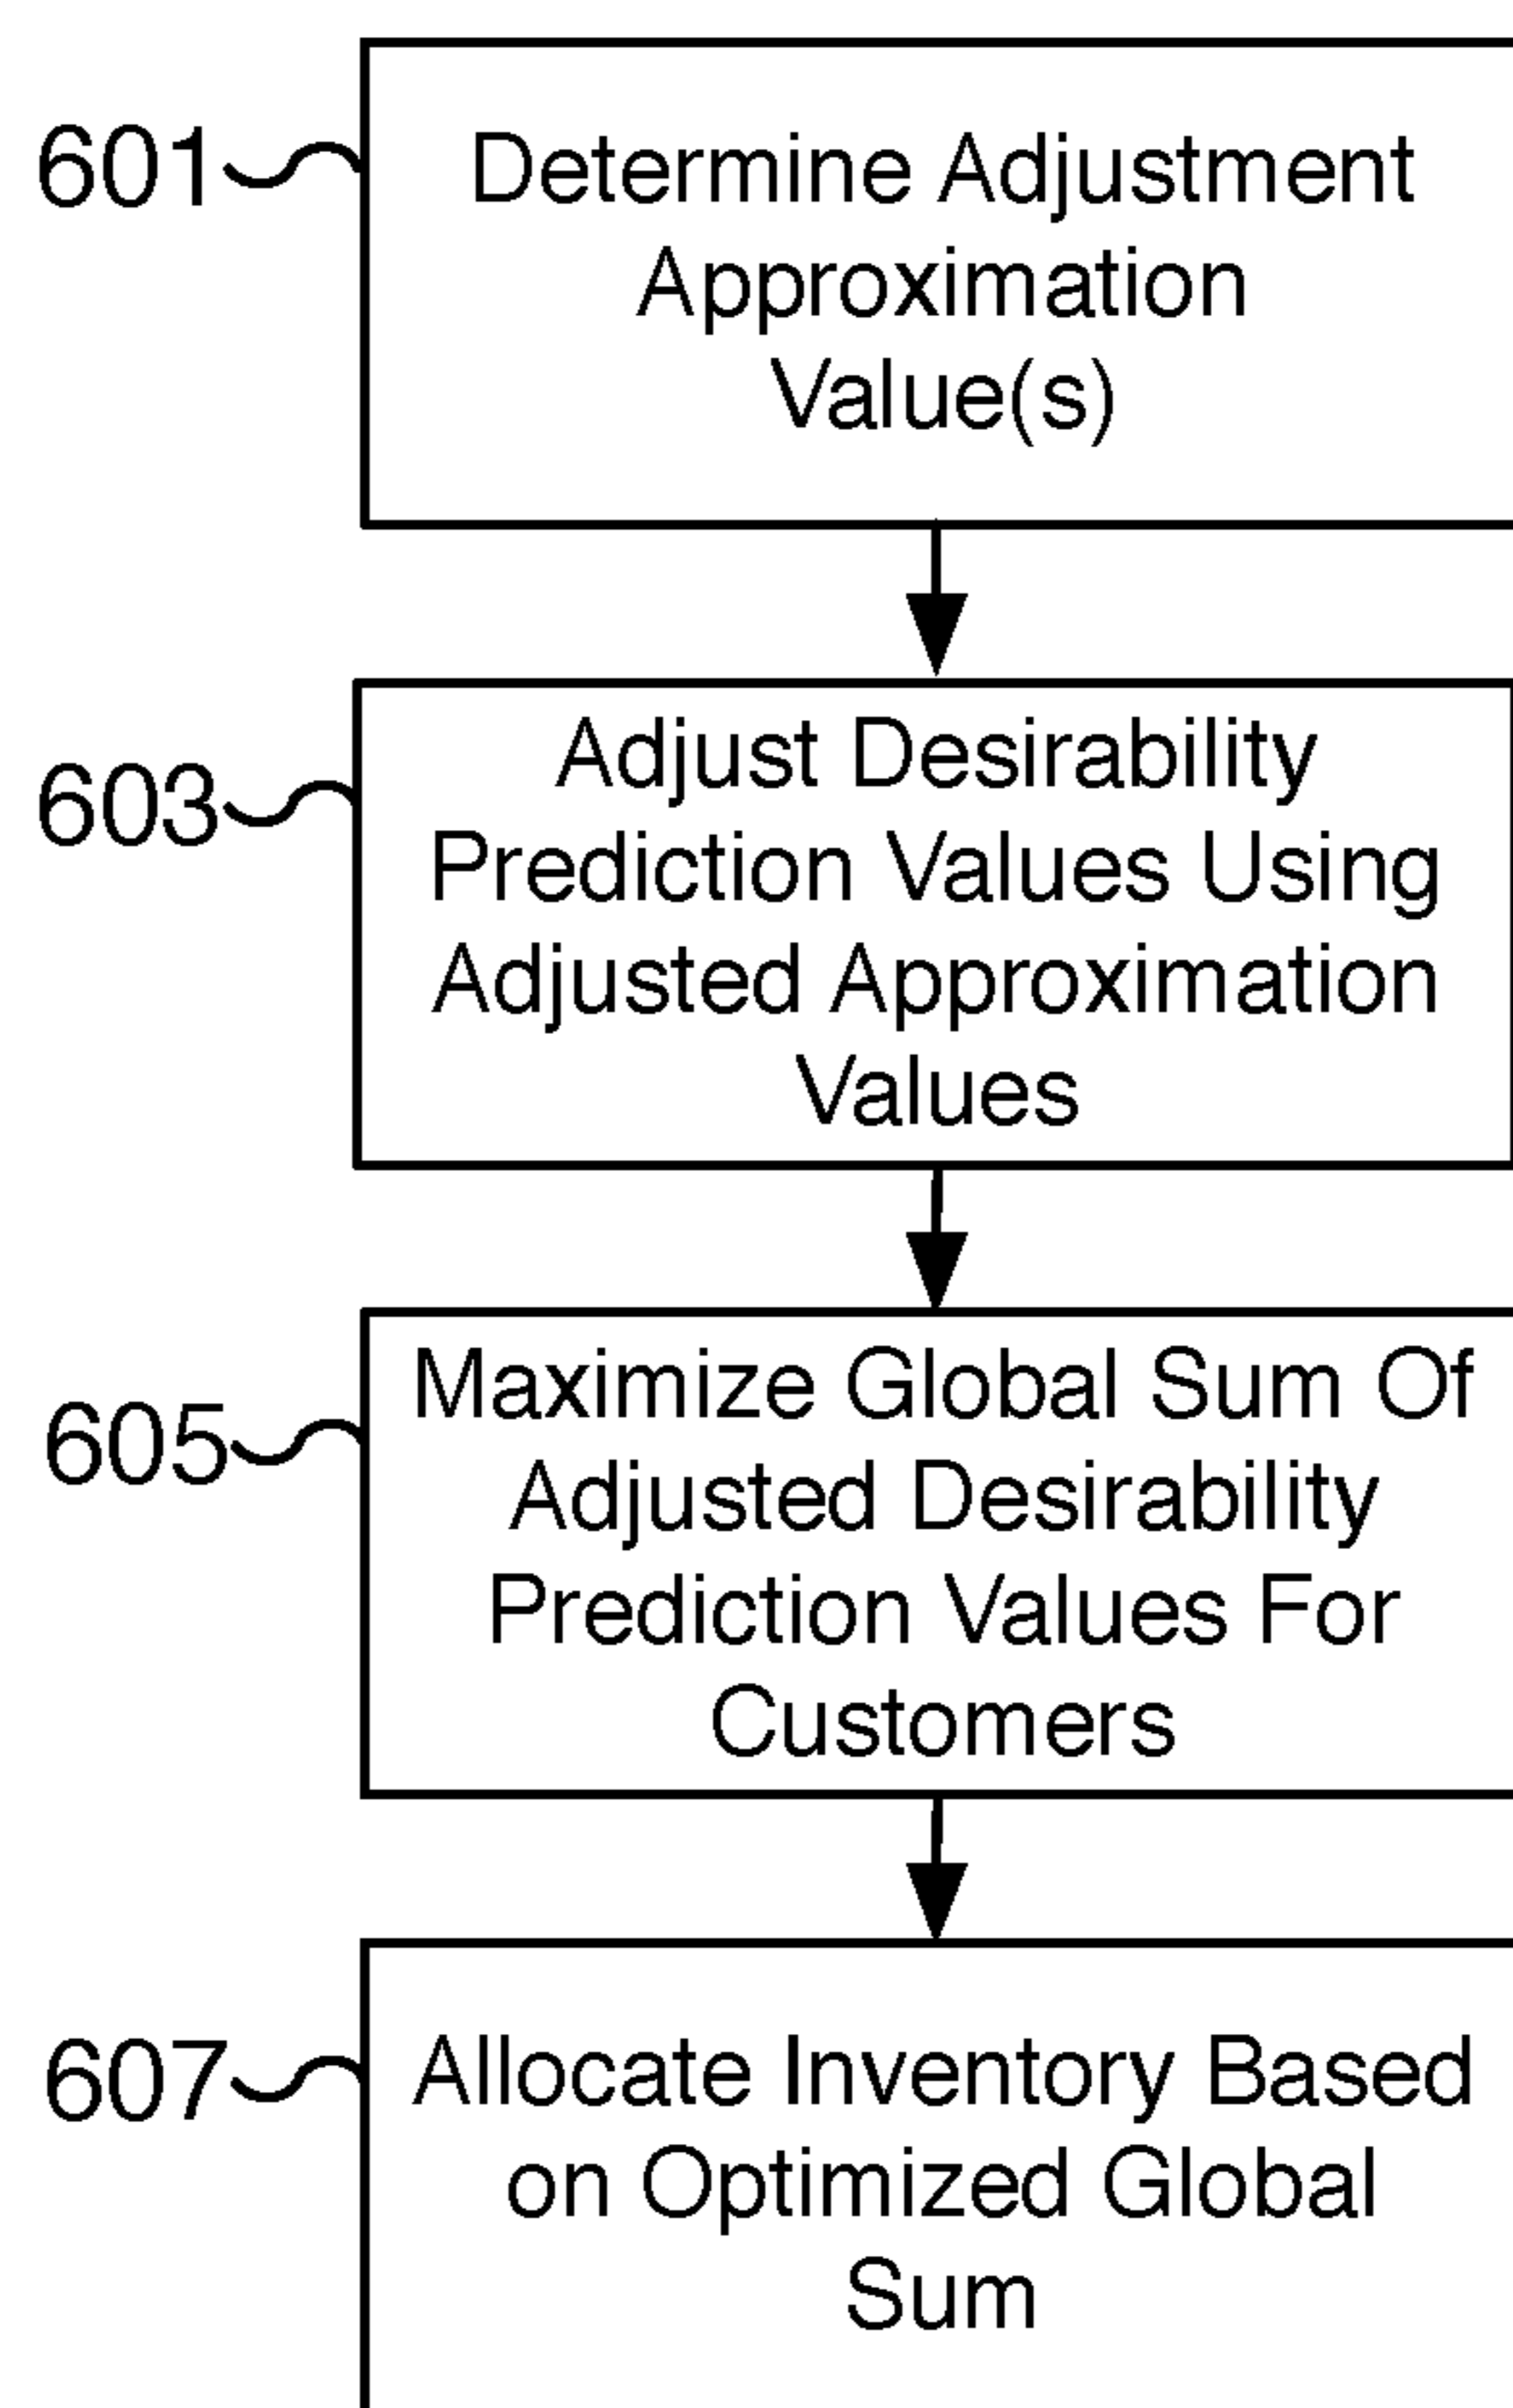 601
Determine Adjustment
Approximation
Value(s)
603
Adjust Desirability
Prediction Values Using
Adjusted Approximation
Values
605
Maximize Global Sum Of
Adjusted Desirability
Prediction Values For
Customers
607
Allocate Inventory Based
on Optimized Global
Sum